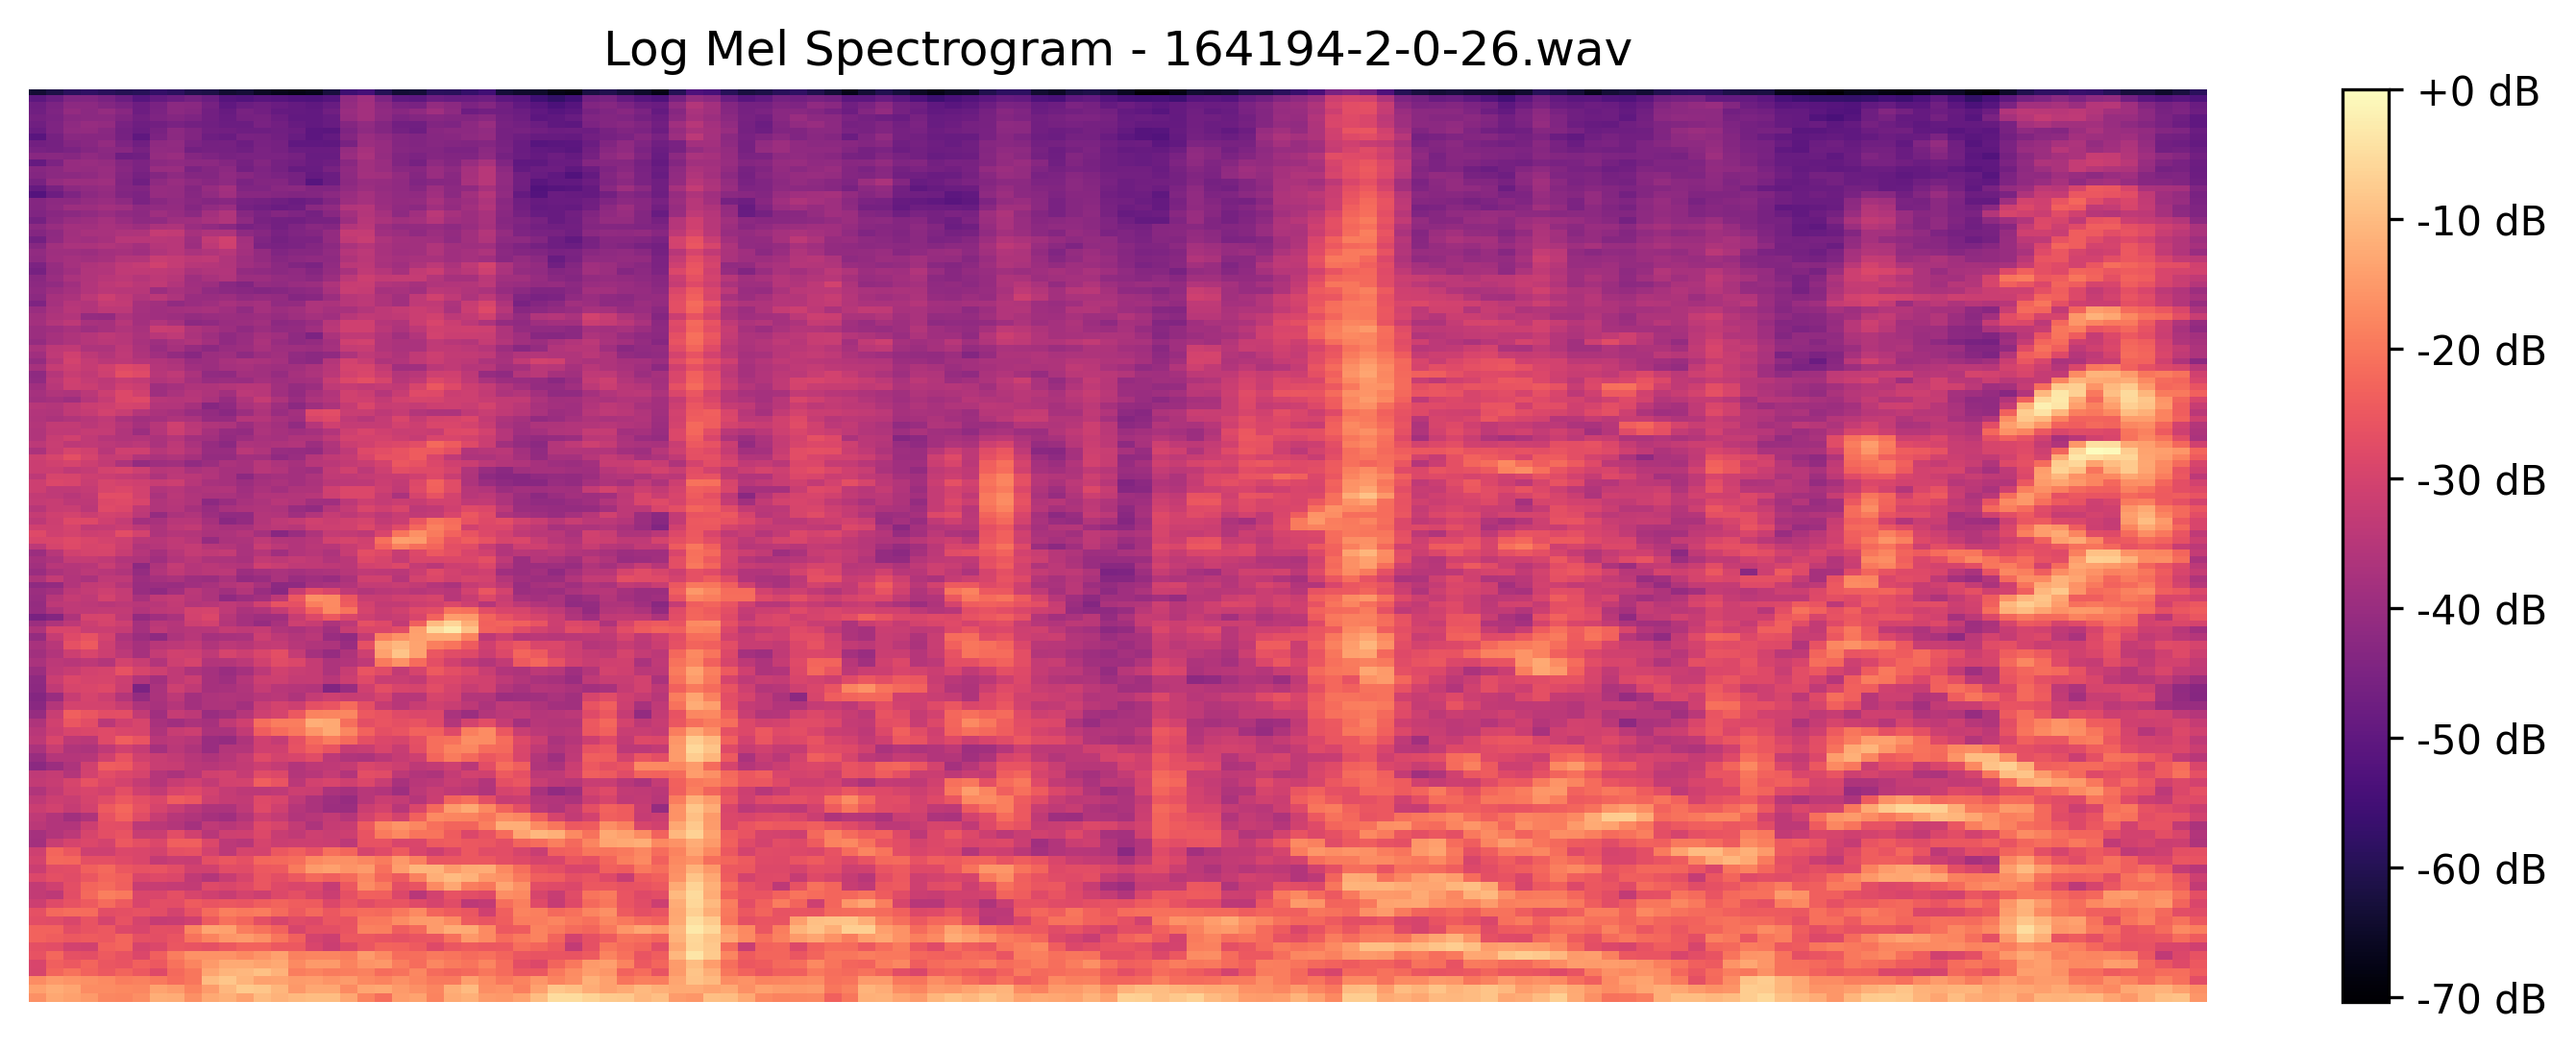 Log Mel Spectrogram - 164194-2-0-26.wav
+0 dB
-10 dB
-20 dB
-30 dB
-40 dB
-50 dB
-60 dB
-70 dB